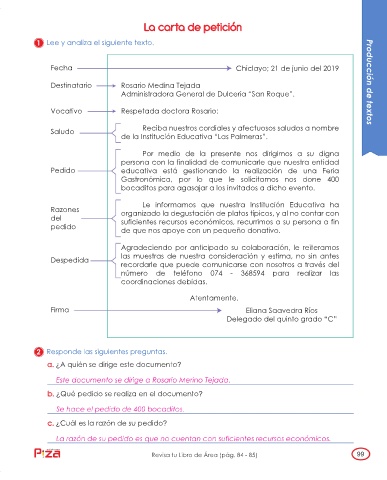 La carta de petición
1 Lee y analiza el siguiente texto.
Fecha
Chiclayo; 21 de junio del 2019
Destinatario
Rosario Medina Tejada
Administradora General de Dulcería “San Roque”.
Vocativo
Respetada doctora Rosario:
Saludo
Reciba nuestros cordiales y afectuosos saludos a nombre
de la Institución Educativa “Los Palmeras”.
Pedido
Por medio de la presente nos dirigimos a su digna
persona con la finalidad de comunicarle que nuestra entidad
educativa está gestionando la realización de una Feria
Gastronómica, por lo que le solicitamos nos done 400
bocaditos para agasajar a los invitados a dicho evento.
Razones
del
pedido
Le informamos que nuestra Institución Educativa ha
organizado la degustación de platos típicos, y al no contar con
suficientes recursos económicos, recurrimos a su persona a fin
de que nos apoye con un pequeño donativo.
Despedida
Agradeciendo por anticipado su colaboración, le reiteramos
las muestras de nuestra consideración y estima, no sin antes
recordarle que puede comunicarse con nosotros a través del
número de teléfono 074 - 368594 para realizar las
coordinaciones debidas.
Atentamente,
Firma
Eliana Saavedra Ríos
Delegado del quinto grado “C”
Producción de textos
2 Responde las siguientes preguntas.
a. ¿A quién se dirige este documento?
Este documento se dirige a Rosario Merino Tejada.
b. ¿Qué pedido se realiza en el documento?
Se hace el pedido de 400 bocaditos.
c. ¿Cuál es la razón de su pedido?
La razón de su pedido es que no cuentan con suficientes recursos económicos.
Pizza
Revisa tu Libro de Área (pág. 84 - 85)
99